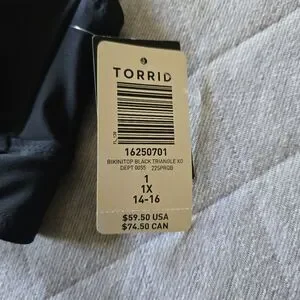 TORRID
16250701
BIKINITOP BLACK TRIANGLE XO
DEPT 0055 22SPRGB
1
1X
14-16
$59.50 USA
$74.50 CAN